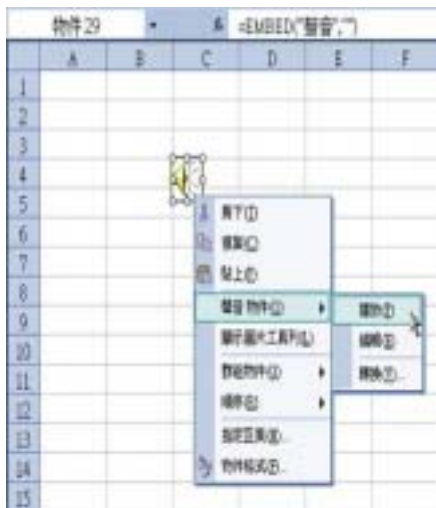 物件 29
=EMBED("聲音","")
A B C D E F
1
2
3
4
5
6
7
8
9
10
11
12
13
14
15
剪下(T)
複製(C)
貼上(P)
聲音 物件(O)
顯示圖片工具列(L)
群組物件(G)
順序(R)
指定巨集(N)...
物件格式(F)...
播放(P)
編輯(E)
轉換(T)...